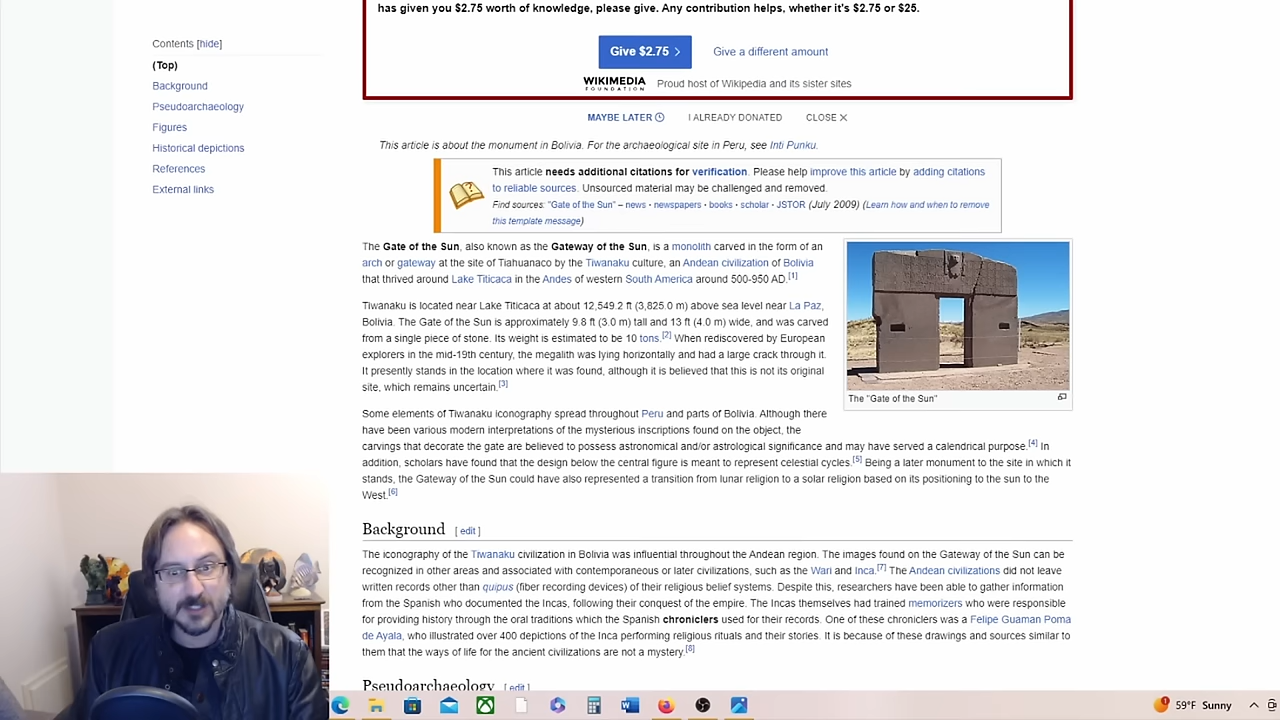 has given you $2.75 worth of knowledge, please give. Any contribution helps, whether it's $2.75 or $25.
Give $2.75
Give a different amount
WIKIMEDIA
FOUNDATION
Proud host of Wikipedia and its sister sites
MAYBE LATER
I ALREADY DONATED
CLOSE
Contents [hide]
(Top)
Background
Pseudoarchaeology
Figures
Historical depictions
References
External links
This article is about the monument in Bolivia. For the archaeological site in Peru, see Inti Punku.
This article needs additional citations for verification. Please help improve this article by adding citations
to reliable sources. Unsourced material may be challenged and removed.
Find sources: "Gate of the Sun" – news · newspapers · books · scholar · JSTOR (July 2009) (Learn how and when to remove
this template message)
The Gate of the Sun, also known as the Gateway of the Sun, is a monolith carved in the form of an
arch or gateway at the site of Tiahuanaco by the Tiwanaku culture, an Andean civilization of Bolivia
that thrived around Lake Titicaca in the Andes of western South America around 500-950 AD.[1]
Tiwanaku is located near Lake Titicaca at about 12,549.2 ft (3,825.0 m) above sea level near La Paz,
Bolivia. The Gate of the Sun is approximately 9.8 ft (3.0 m) tall and 13 ft (4.0 m) wide, and was carved
from a single piece of stone. Its weight is estimated to be 10 tons.[2] When rediscovered by European
explorers in the mid-19th century, the megalith was lying horizontally and had a large crack through it.
It presently stands in the location where it was found, although it is believed that this is not its original
site, which remains uncertain.[3]
The "Gate of the Sun"
Some elements of Tiwanaku iconography spread throughout Peru and parts of Bolivia. Although there
have been various modern interpretations of the mysterious inscriptions found on the object, the
carvings that decorate the gate are believed to possess astronomical and/or astrological significance and may have served a calendrical purpose.[4] In
addition, scholars have found that the design below the central figure is meant to represent celestial cycles.[5] Being a later monument to the site in which it
stands, the Gateway of the Sun could have also represented a transition from lunar religion to a solar religion based on its positioning to the sun to the
West.[6]
Background [ edit ]
The iconography of the Tiwanaku civilization in Bolivia was influential throughout the Andean region. The images found on the Gateway of the Sun can be
recognized in other areas and associated with contemporaneous or later civilizations, such as the Wari and Inca.[7] The Andean civilizations did not leave
written records other than quipus (fiber recording devices) of their religious belief systems. Despite this, researchers have been able to gather information
from the Spanish who documented the Incas, following their conquest of the empire. The Incas themselves had trained memorizers who were responsible
for providing history through the oral traditions which the Spanish chroniclers used for their records. One of these chroniclers was a Felipe Guaman Poma
de Ayala, who illustrated over 400 depictions of the Inca performing religious rituals and their stories. It is because of these drawings and sources similar to
them that the ways of life for the ancient civilizations are not a mystery.[8]
Pseudoarchaeology [ edit ]
1
59°F Sunny